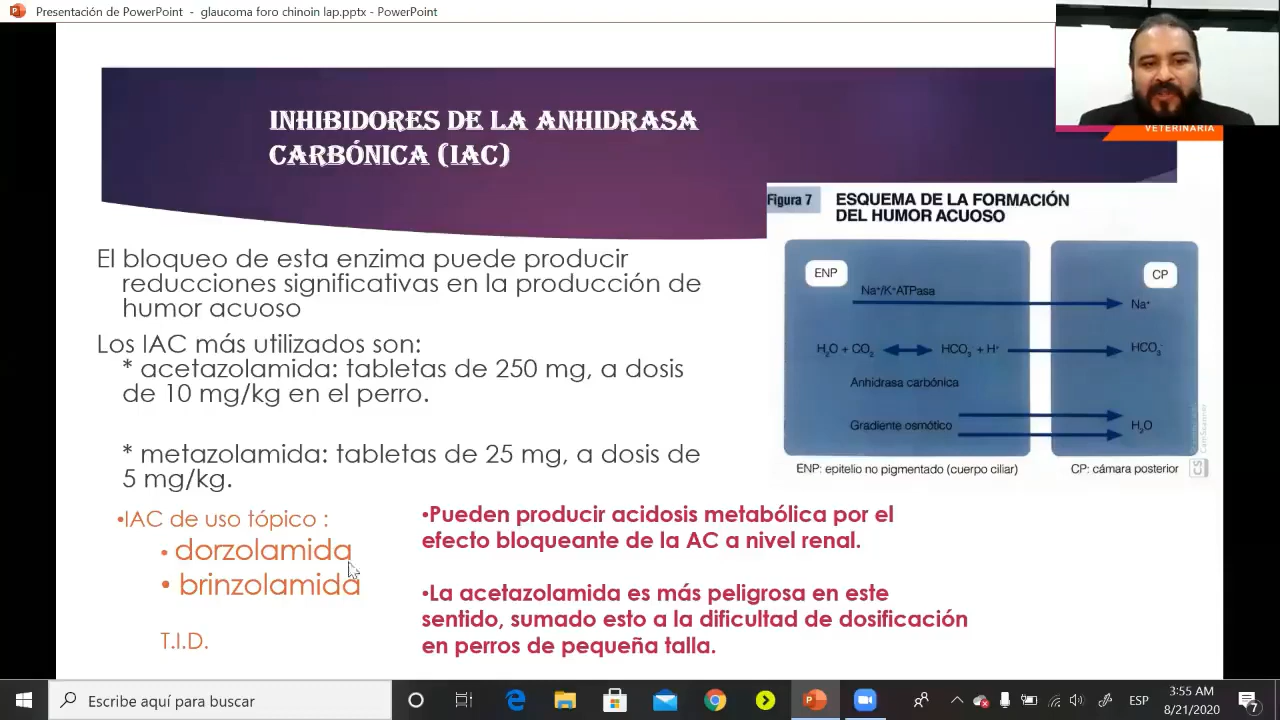 Presentación de PowerPoint - glaucoma foro chinoin lap.pptx - PowerPoint
VETERINARIA
INHIBIDORES DE LA ANHIDRASA
CARBÓNICA (IAC)
Figura 7
ESQUEMA DE LA FORMACIÓN
DEL HUMOR ACUOSO
ENP
CP
Na⁺/K⁺ATPasa
Na⁺
H₂O + CO₂
HCO₃⁻ + H⁺
HCO₃⁻
Anhidrasa carbónica
Gradiente osmótico
H₂O
ENP: epitelio no pigmentado (cuerpo ciliar)
CP: cámara posterior
CS
CamScanner
El bloqueo de esta enzima puede producir
reducciones significativas en la producción de
humor acuoso
Los IAC más utilizados son:
* acetazolamida: tabletas de 250 mg, a dosis
de 10 mg/kg en el perro.
* metazolamida: tabletas de 25 mg, a dosis de
5 mg/kg.
•IAC de uso tópico :
• dorzolamida
• brinzolamida
T.I.D.
•Pueden producir acidosis metabólica por el
efecto bloqueante de la AC a nivel renal.
•La acetazolamida es más peligrosa en este
sentido, sumado esto a la dificultad de dosificación
en perros de pequeña talla.
Escribe aquí para buscar
ESP
3:55 AM
8/21/2020
7